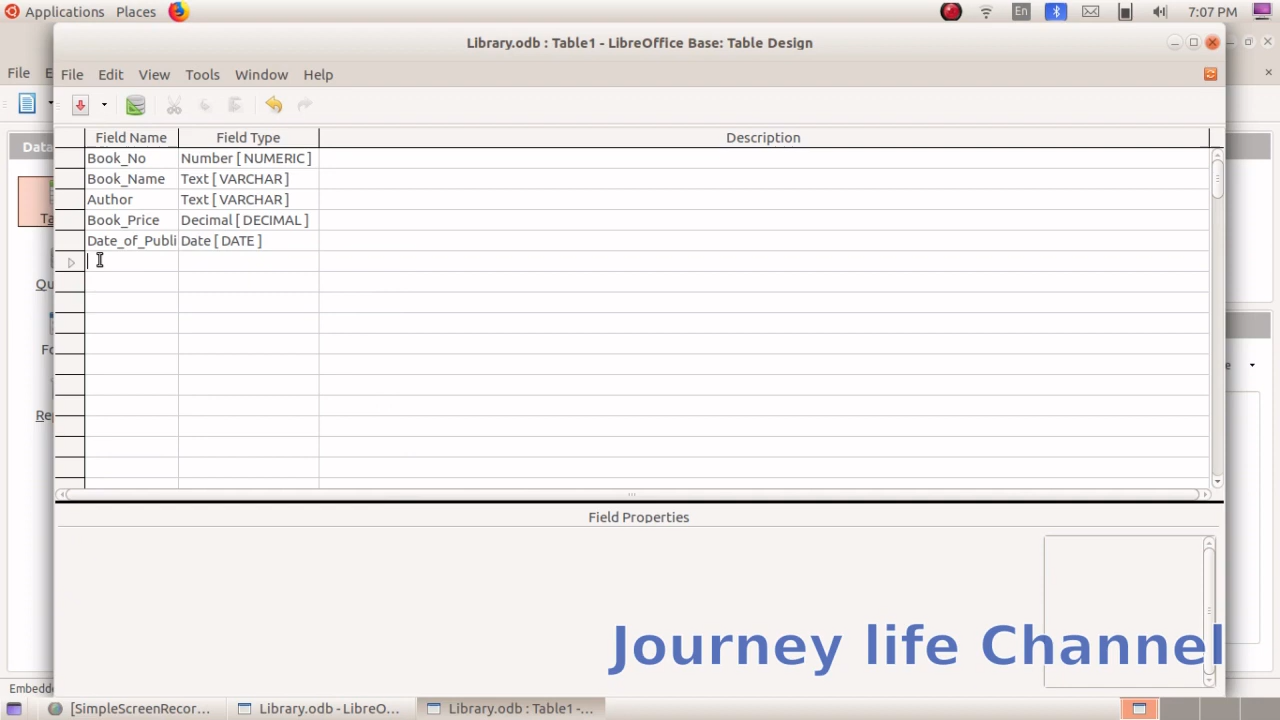 Applications Places En 7:07 PM
Library.odb : Table1 - LibreOffice Base: Table Design
File Edit View Tools Window Help
File
Field Name Field Type Description
Book_No Number [ NUMERIC ]
Book_Name Text [ VARCHAR ]
Author Text [ VARCHAR ]
Book_Price Decimal [ DECIMAL ]
Date_of_Publi Date [ DATE ]
Field Properties
Journey life Channel
[SimpleScreenRecor... Library.odb - LibreO... Library.odb : Table1 -...